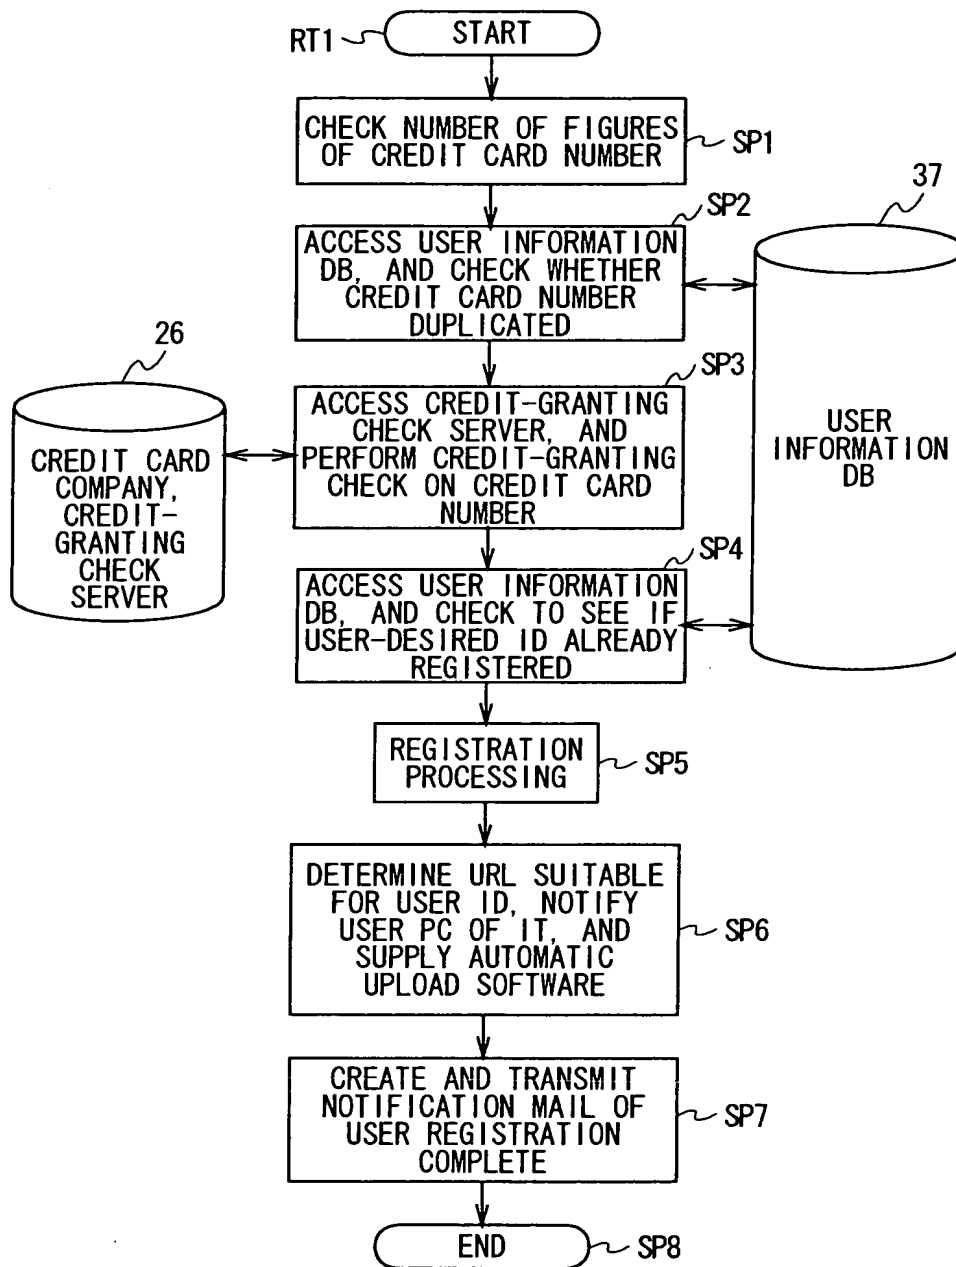 RT1
START
CHECK NUMBER OF FIGURES
OF CREDIT CARD NUMBER
SP1
SP2
37
ACCESS USER INFORMATION
DB, AND CHECK WHETHER
CREDIT CARD NUMBER
DUPLICATED
26
SP3
ACCESS CREDIT-GRANTING
CHECK SERVER, AND
PERFORM CREDIT-GRANTING
CHECK ON CREDIT CARD
NUMBER
CREDIT CARD
COMPANY,
CREDIT-
GRANTING
CHECK
SERVER
USER
INFORMATION
DB
SP4
ACCESS USER INFORMATION
DB, AND CHECK TO SEE IF
USER-DESIRED ID ALREADY
REGISTERED
REGISTRATION
PROCESSING
SP5
DETERMINE URL SUITABLE
FOR USER ID, NOTIFY
USER PC OF IT, AND
SUPPLY AUTOMATIC
UPLOAD SOFTWARE
SP6
CREATE AND TRANSMIT
NOTIFICATION MAIL OF
USER REGISTRATION
COMPLETE
SP7
END
SP8